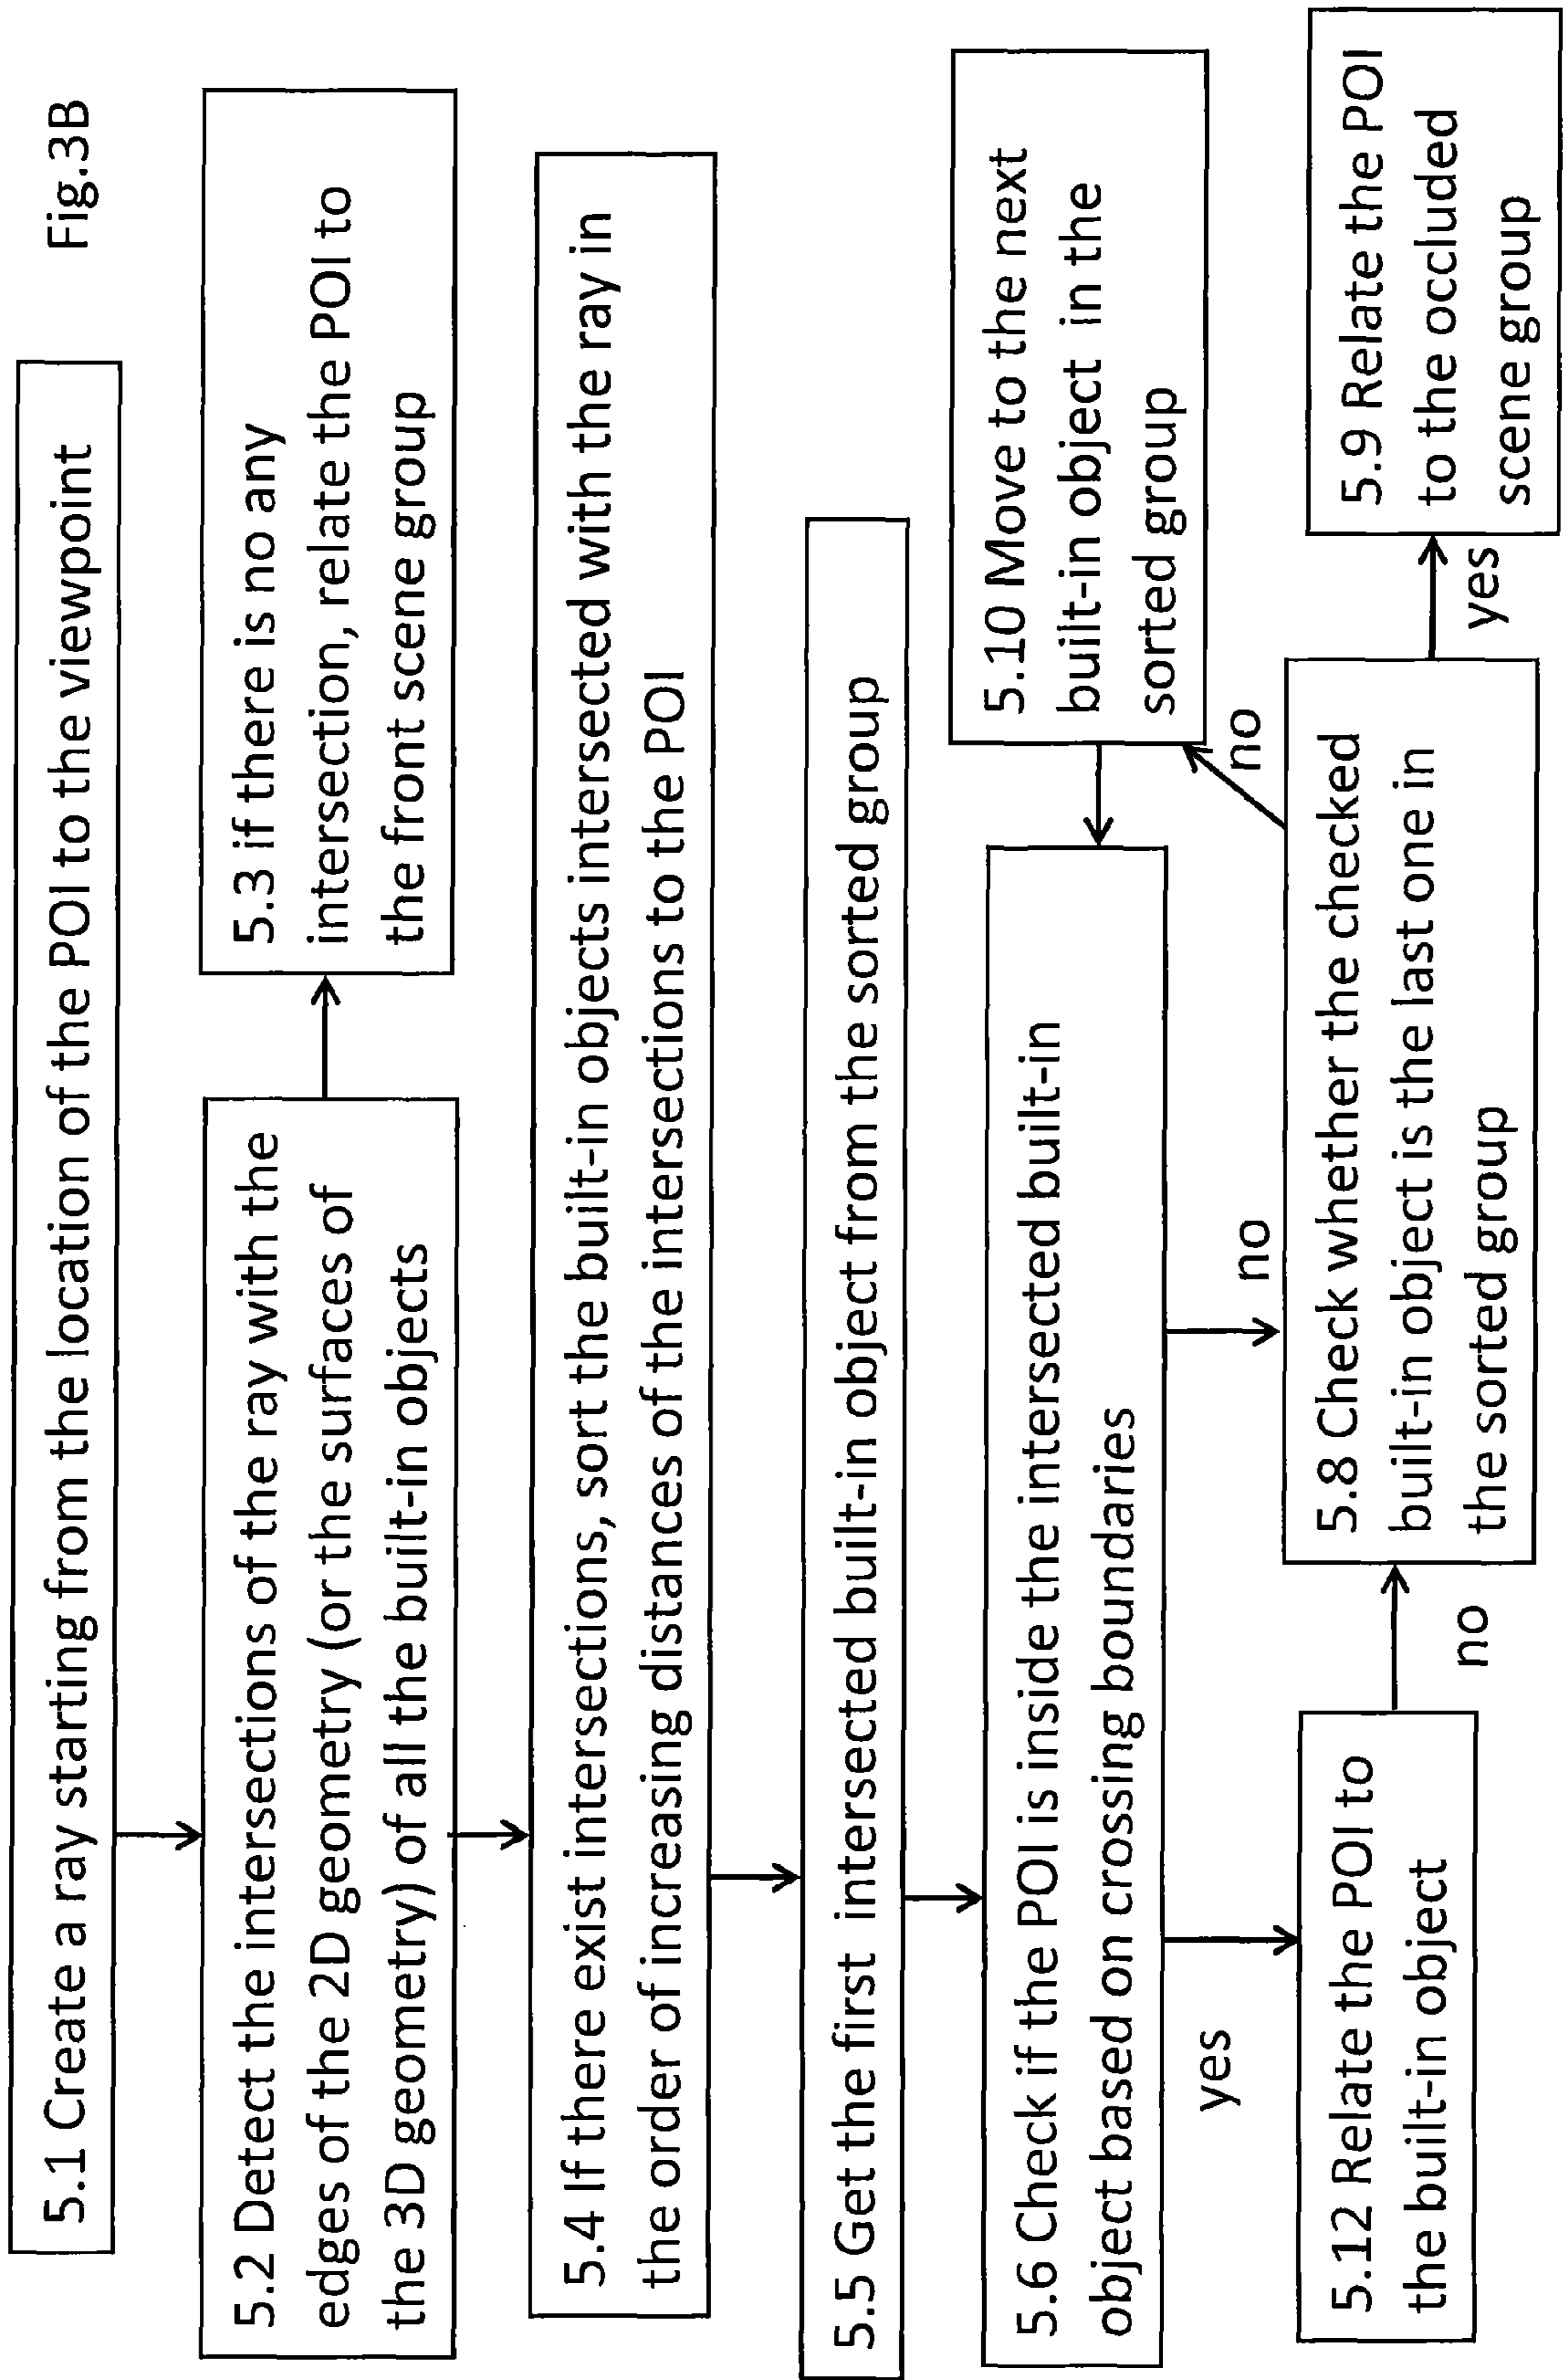 Fig.3B
5.1 Create a ray starting from the location of the POI to the viewpoint
5.2 Detect the intersections of the ray with the
edges of the 2D geometry (or the surfaces of
the 3D geometry) of all the built-in objects
5.3 if there is no any
intersection, relate the POI to
the front scene group
5.4 If there exist intersections, sort the built-in objects intersected with the ray in
the order of increasing distances of the intersections to the POI
5.5 Get the first intersected built-in object from the sorted group
5.6 Check if the POI is inside the intersected built-in
object based on crossing boundaries
5.10 Move to the next
built-in object in the
sorted group
yes
no
no
5.12 Relate the POI to
the built-in object
no
5.8 Check whether the checked
built-in object is the last one in
the sorted group
yes
5.9 Relate the POI
to the occluded
scene group